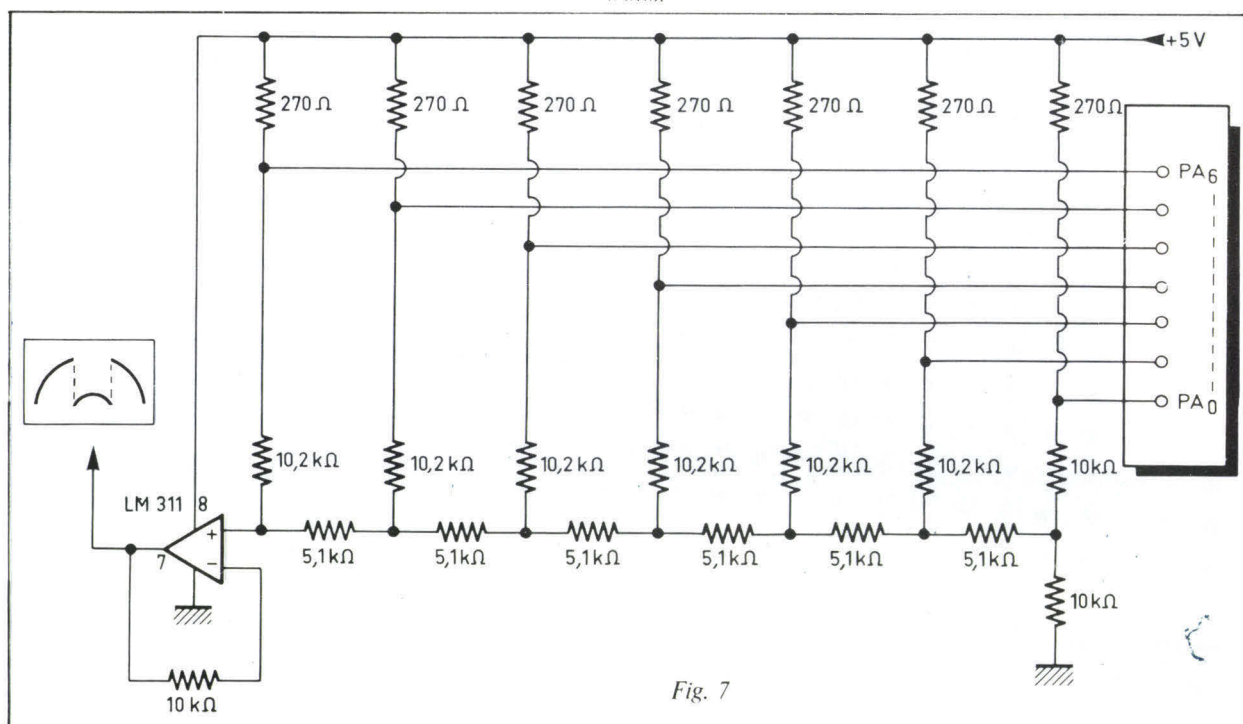 +5V
270 Ω 270 Ω 270 Ω 270 Ω 270 Ω 270 Ω 270 Ω
PA6
PA0
10,2 kΩ 10,2 kΩ 10,2 kΩ 10,2 kΩ 10,2 kΩ 10,2 kΩ 10kΩ
LM 311 8
+
7
−
5,1kΩ 5,1kΩ 5,1kΩ 5,1kΩ 5,1kΩ 5,1kΩ
10kΩ
10 kΩ
Fig. 7